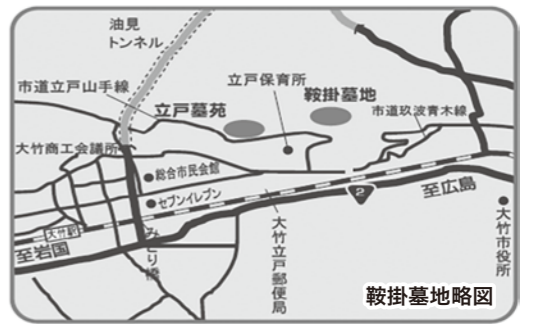 油見
トンネル
市道立戸山手線
立戸墓苑
立戸保育所
鞍掛墓地
市道玖波青木線
大竹商工会議所
総合市民会館
セブンイレブン
2
至広島
大竹駅
至岩国
みどり橋
大竹立戸郵便局
大竹市役所
鞍掛墓地略図